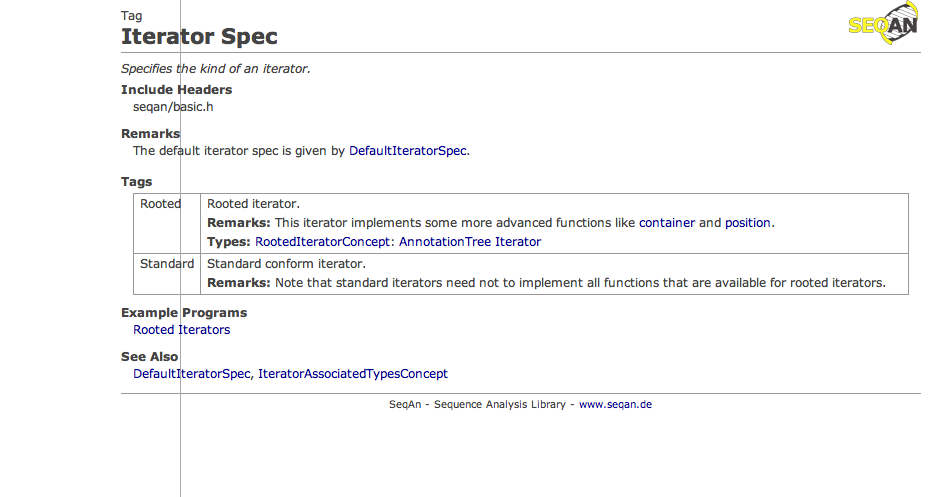 Tag
SEQAN
Iterator Spec
Specifies the kind of an iterator.
Include Headers
seqan/basic.h
Remarks
The default iterator spec is given by DefaultIteratorSpec.
Tags
Rooted Rooted iterator.
Remarks: This iterator implements some more advanced functions like container and position.
Types: RootedIteratorConcept: AnnotationTree Iterator
Standard Standard conform iterator.
Remarks: Note that standard iterators need not to implement all functions that are available for rooted iterators.
Example Programs
Rooted Iterators
See Also
DefaultIteratorSpec, IteratorAssociatedTypesConcept
SeqAn - Sequence Analysis Library - www.seqan.de